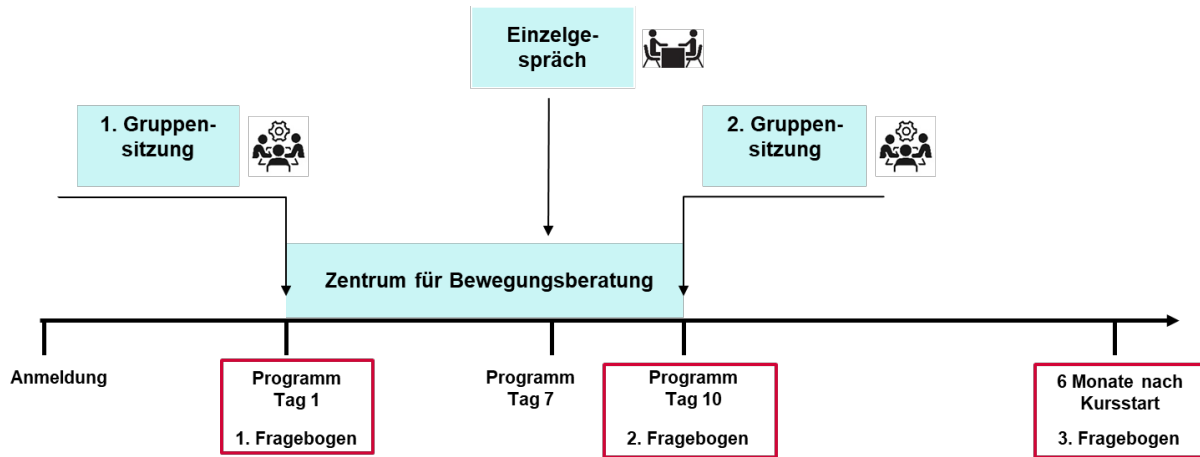 Einzelge-
spräch
1. Gruppen-
sitzung
2. Gruppen-
sitzung
Zentrum für Bewegungsberatung
Anmeldung
Programm
Tag 1
1. Fragebogen
Programm
Tag 7
Programm
Tag 10
2. Fragebogen
6 Monate nach
Kursstart
3. Fragebogen